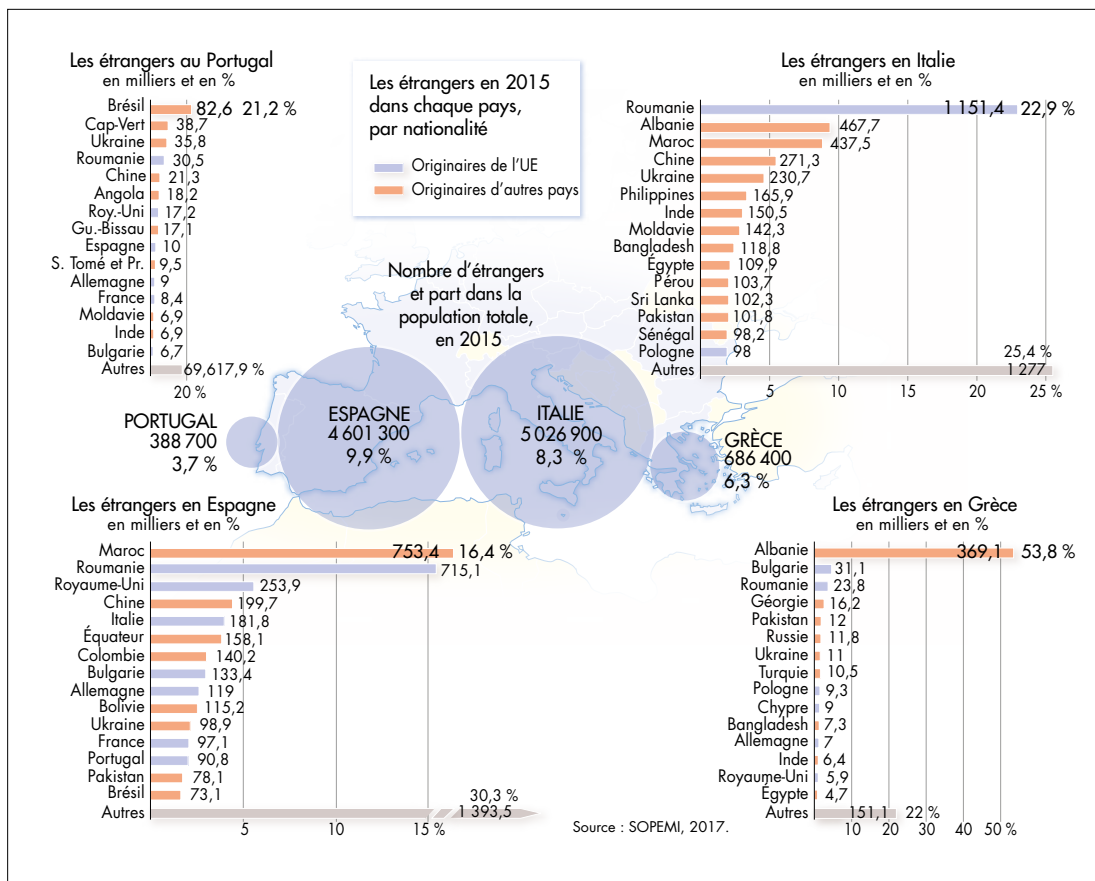 Les étrangers au Portugal
en milliers et en %
Brésil 82,6 21,2 %
Cap-Vert 38,7
Ukraine 35,8
Roumanie 30,5
Chine 21,3
Angola 18,2
Roy.-Uni 17,2
Gu.-Bissau 17,1
Espagne 10
S. Tomé et Pr. 9,5
Allemagne 9
France 8,4
Moldavie 6,9
Inde 6,9
Bulgarie 6,7
Autres 69,6 17,9 %
20 %
Les étrangers en 2015
dans chaque pays,
par nationalité
Originaires de l'UE
Originaires d'autres pays
Les étrangers en Italie
en milliers et en %
Roumanie 1 151,4 22,9 %
Albanie 467,7
Maroc 437,5
Chine 271,3
Ukraine 230,7
Philippines 165,9
Inde 150,5
Moldavie 142,3
Bangladesh 118,8
Égypte 109,9
Pérou 103,7
Sri Lanka 102,3
Pakistan 101,8
Sénégal 98,2
Pologne 98
25,4 %
Autres 1 277
5 10 15 20 25 %
Nombre d'étrangers
et part dans la
population totale,
en 2015
PORTUGAL
388 700
3,7 %
ESPAGNE
4 601 300
9,9 %
ITALIE
5 026 900
8,3 %
GRÈCE
686 400
6,3 %
Les étrangers en Espagne
en milliers et en %
Maroc 753,4 16,4 %
Roumanie 715,1
Royaume-Uni 253,9
Chine 199,7
Italie 181,8
Équateur 158,1
Colombie 140,2
Bulgarie 133,4
Allemagne 119
Bolivie 115,2
Ukraine 98,9
France 97,1
Portugal 90,8
Pakistan 78,1
Brésil 73,1
30,3 %
Autres 1 393,5
5 10 15 %
Les étrangers en Grèce
en milliers et en %
Albanie 369,1 53,8 %
Bulgarie 31,1
Roumanie 23,8
Géorgie 16,2
Pakistan 12
Russie 11,8
Ukraine 11
Turquie 10,5
Pologne 9,3
Chypre 9
Bangladesh 7,3
Allemagne 7
Inde 6,4
Royaume-Uni 5,9
Égypte 4,7
Autres 151,1 22 %
10 20 30 40 50 %
Source : SOPEMI, 2017.